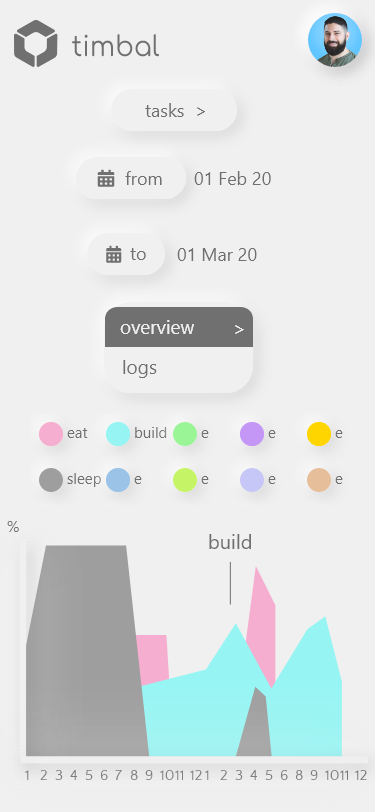 timbal
tasks >
from 01 Feb 20
to 01 Mar 20
overview >
logs
eat build e e e
sleep e e e e
%
build
1 2 3 4 5 6 7 8 9 10 11 12 1 2 3 4 5 6 7 8 9 10 11 12